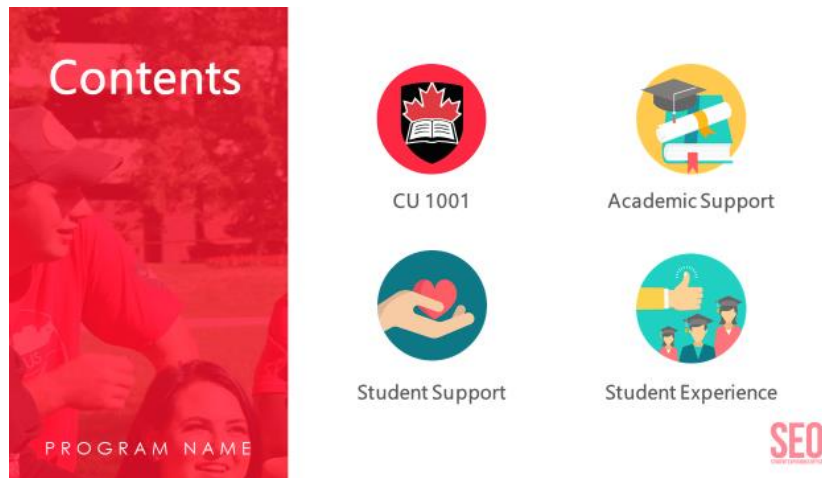 Contents
CU 1001
Academic Support
Student Support
Student Experience
PROGRAM NAME
SEO